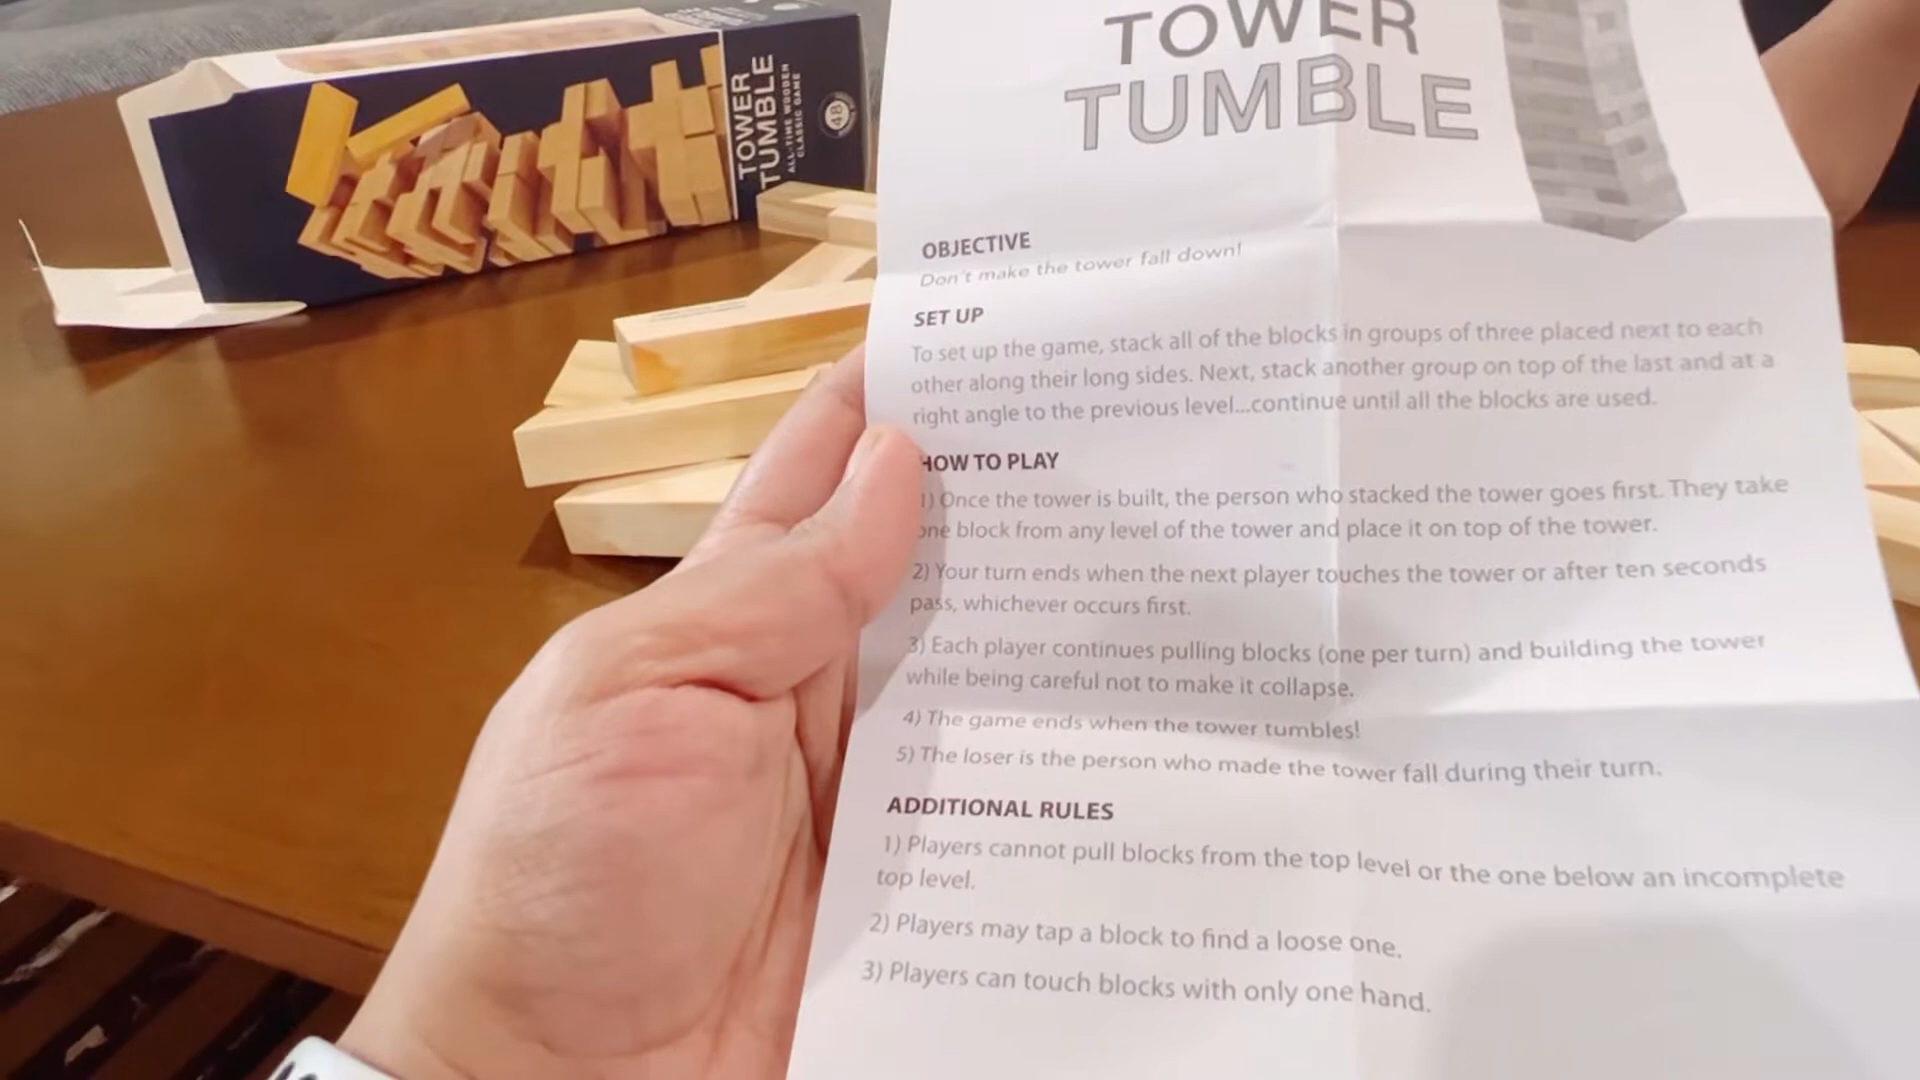 TOWER
TUMBLE
ALL-TIME WOODEN
CLASSIC GAME
48
TOWER
TUMBLE
OBJECTIVE
Don't make the tower fall down!
SET UP
To set up the game, stack all of the blocks in groups of three placed next to each
other along their long sides. Next, stack another group on top of the last and at a
right angle to the previous level...continue until all the blocks are used.
HOW TO PLAY
1) Once the tower is built, the person who stacked the tower goes first. They take
one block from any level of the tower and place it on top of the tower.
2) Your turn ends when the next player touches the tower or after ten seconds
pass, whichever occurs first.
3) Each player continues pulling blocks (one per turn) and building the tower
while being careful not to make it collapse.
4) The game ends when the tower tumbles!
5) The loser is the person who made the tower fall during their turn.
ADDITIONAL RULES
1) Players cannot pull blocks from the top level or the one below an incomplete
top level.
2) Players may tap a block to find a loose one.
3) Players can touch blocks with only one hand.